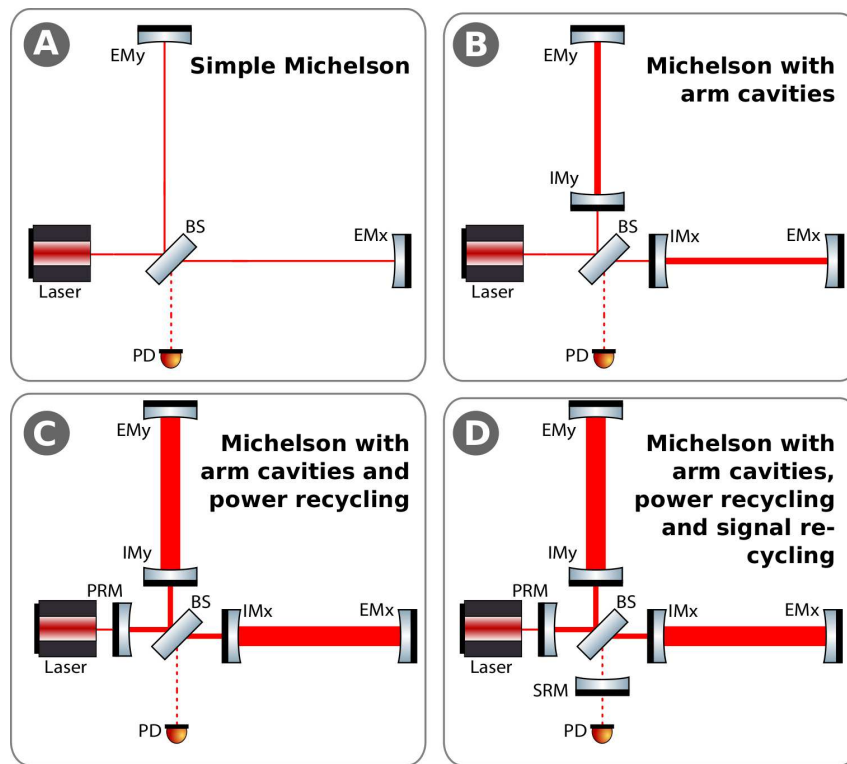 A
EMy
Simple Michelson
BS
EMx
Laser
PD
B
EMy
Michelson with
arm cavities
IMy
BS
IMx
EMx
Laser
PD
C
EMy
Michelson with
arm cavities and
power recycling
IMy
PRM
BS
IMx
EMx
Laser
PD
D
EMy
Michelson with
arm cavities,
power recycling
and signal re-
cycling
IMy
PRM
BS
IMx
EMx
Laser
SRM
PD